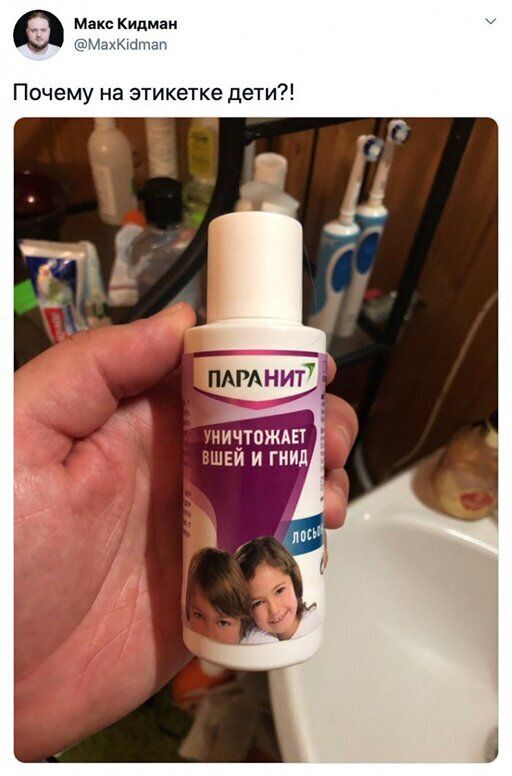 Макс Кидман
@MaxKidman
Почему на этикетке дети?!
ПАРАНИТ
УНИЧТОЖАЕТ
ВШЕЙ И ГНИД